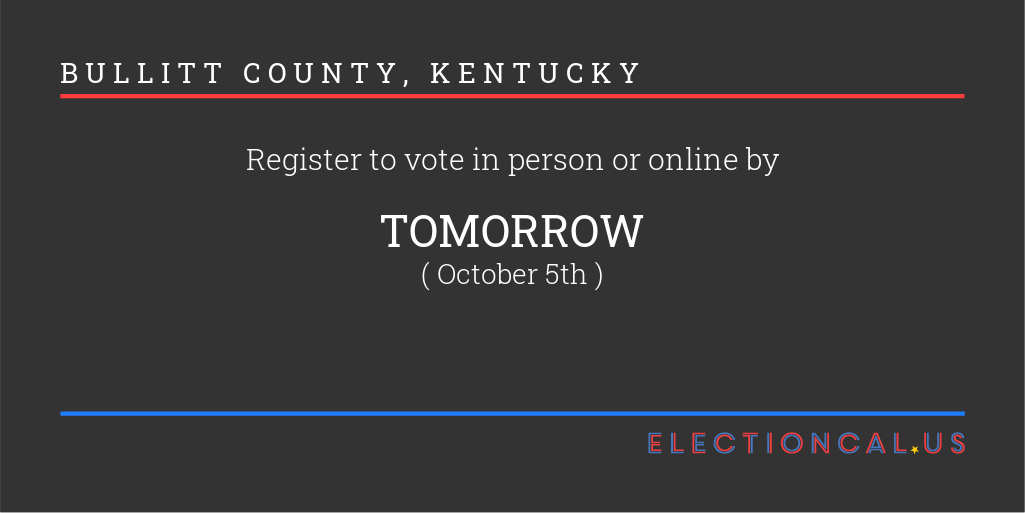 BULLITT COUNTY, KENTUCKY
Register to vote in person or online by
TOMORROW
( October 5th )
ELECTIONCAL.US